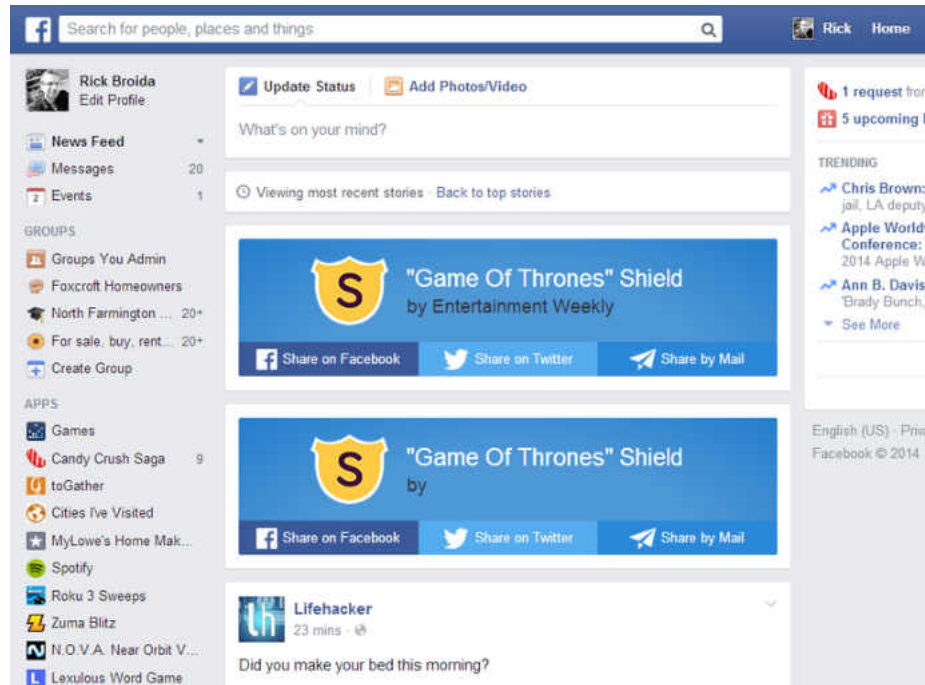 Search for people, places and things
Rick Home
Rick Broida
Edit Profile
News Feed
Messages 20
Events 1
GROUPS
Groups You Admin
Foxcroft Homeowners
North Farmington ... 20+
For sale, buy, rent... 20+
Create Group
APPS
Games
Candy Crush Saga 9
toGather
Cities I've Visited
MyLowe's Home Mak...
Spotify
Roku 3 Sweeps
Zuma Blitz
N.O.V.A. Near Orbit V...
Lexulous Word Game
Update Status Add Photos/Video
What's on your mind?
Viewing most recent stories · Back to top stories
S
"Game Of Thrones" Shield
by Entertainment Weekly
Share on Facebook Share on Twitter Share by Mail
S
"Game Of Thrones" Shield
by
Share on Facebook Share on Twitter Share by Mail
lh
Lifehacker
23 mins ·
Did you make your bed this morning?
1 request from
5 upcoming
TRENDING
Chris Brown:
jail, LA deputy
Apple World
Conference:
2014 Apple W
Ann B. Davis
'Brady Bunch,
See More
English (US) · Priv
Facebook © 2014